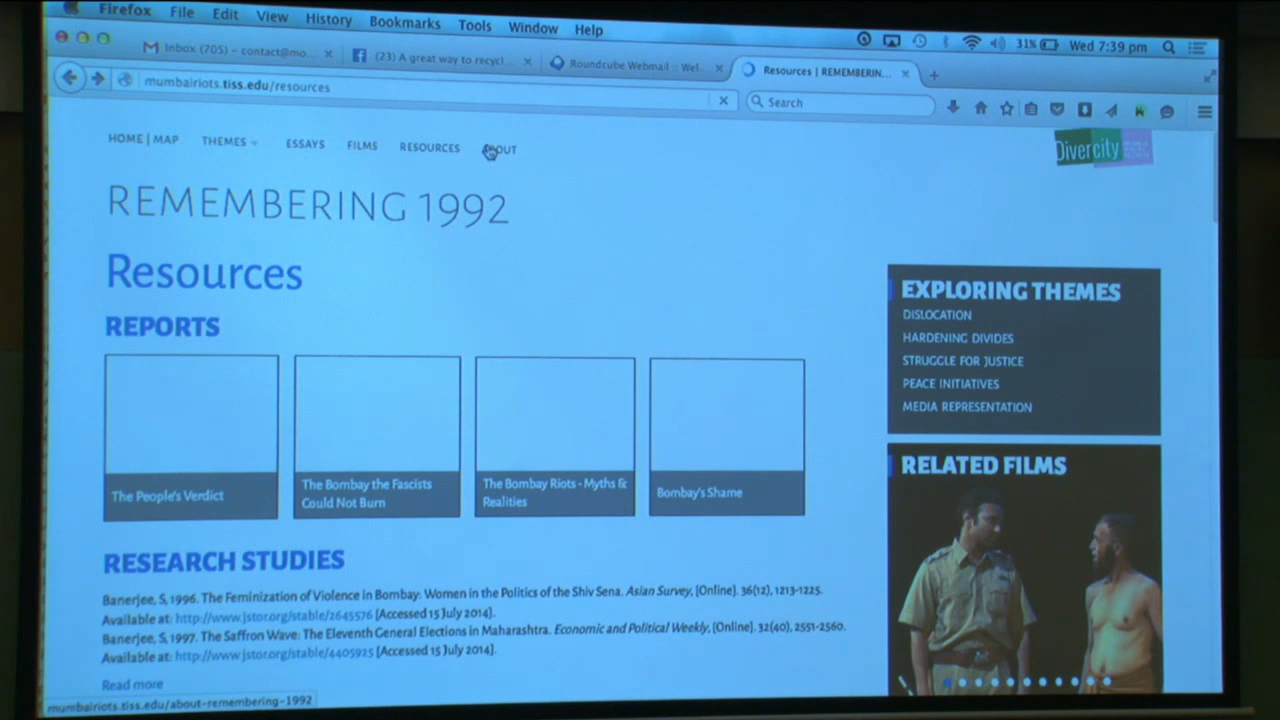 Firefox File Edit View History Bookmarks Tools Window Help
31% Wed 7:39 pm
Inbox (705) - contact@mo...
(23) A great way to recycl...
Roundcube Webmail :: Wel...
Resources | REMEMBERIN...
mumbairiots.tiss.edu/resources
Search
HOME | MAP THEMES ESSAYS FILMS RESOURCES ABOUT
Divercity
REMEMBERING 1992
Resources
REPORTS
The People's Verdict
The Bombay the Fascists
Could Not Burn
The Bombay Riots - Myths &
Realities
Bombay's Shame
EXPLORING THEMES
DISLOCATION
HARDENING DIVIDES
STRUGGLE FOR JUSTICE
PEACE INITIATIVES
MEDIA REPRESENTATION
RELATED FILMS
RESEARCH STUDIES
Banerjee, S, 1996. The Feminization of Violence in Bombay: Women in the Politics of the Shiv Sena. Asian Survey, [Online]. 36(12), 1213-1225.
Available at: http://www.jstor.org/stable/2645576 [Accessed 15 July 2014].
Banerjee, S, 1997. The Saffron Wave: The Eleventh General Elections in Maharashtra. Economic and Political Weekly, [Online]. 32(40), 2551-2560.
Available at: http://www.jstor.org/stable/4405925 [Accessed 15 July 2014].
Read more
mumbairiots.tiss.edu/about-remembering-1992